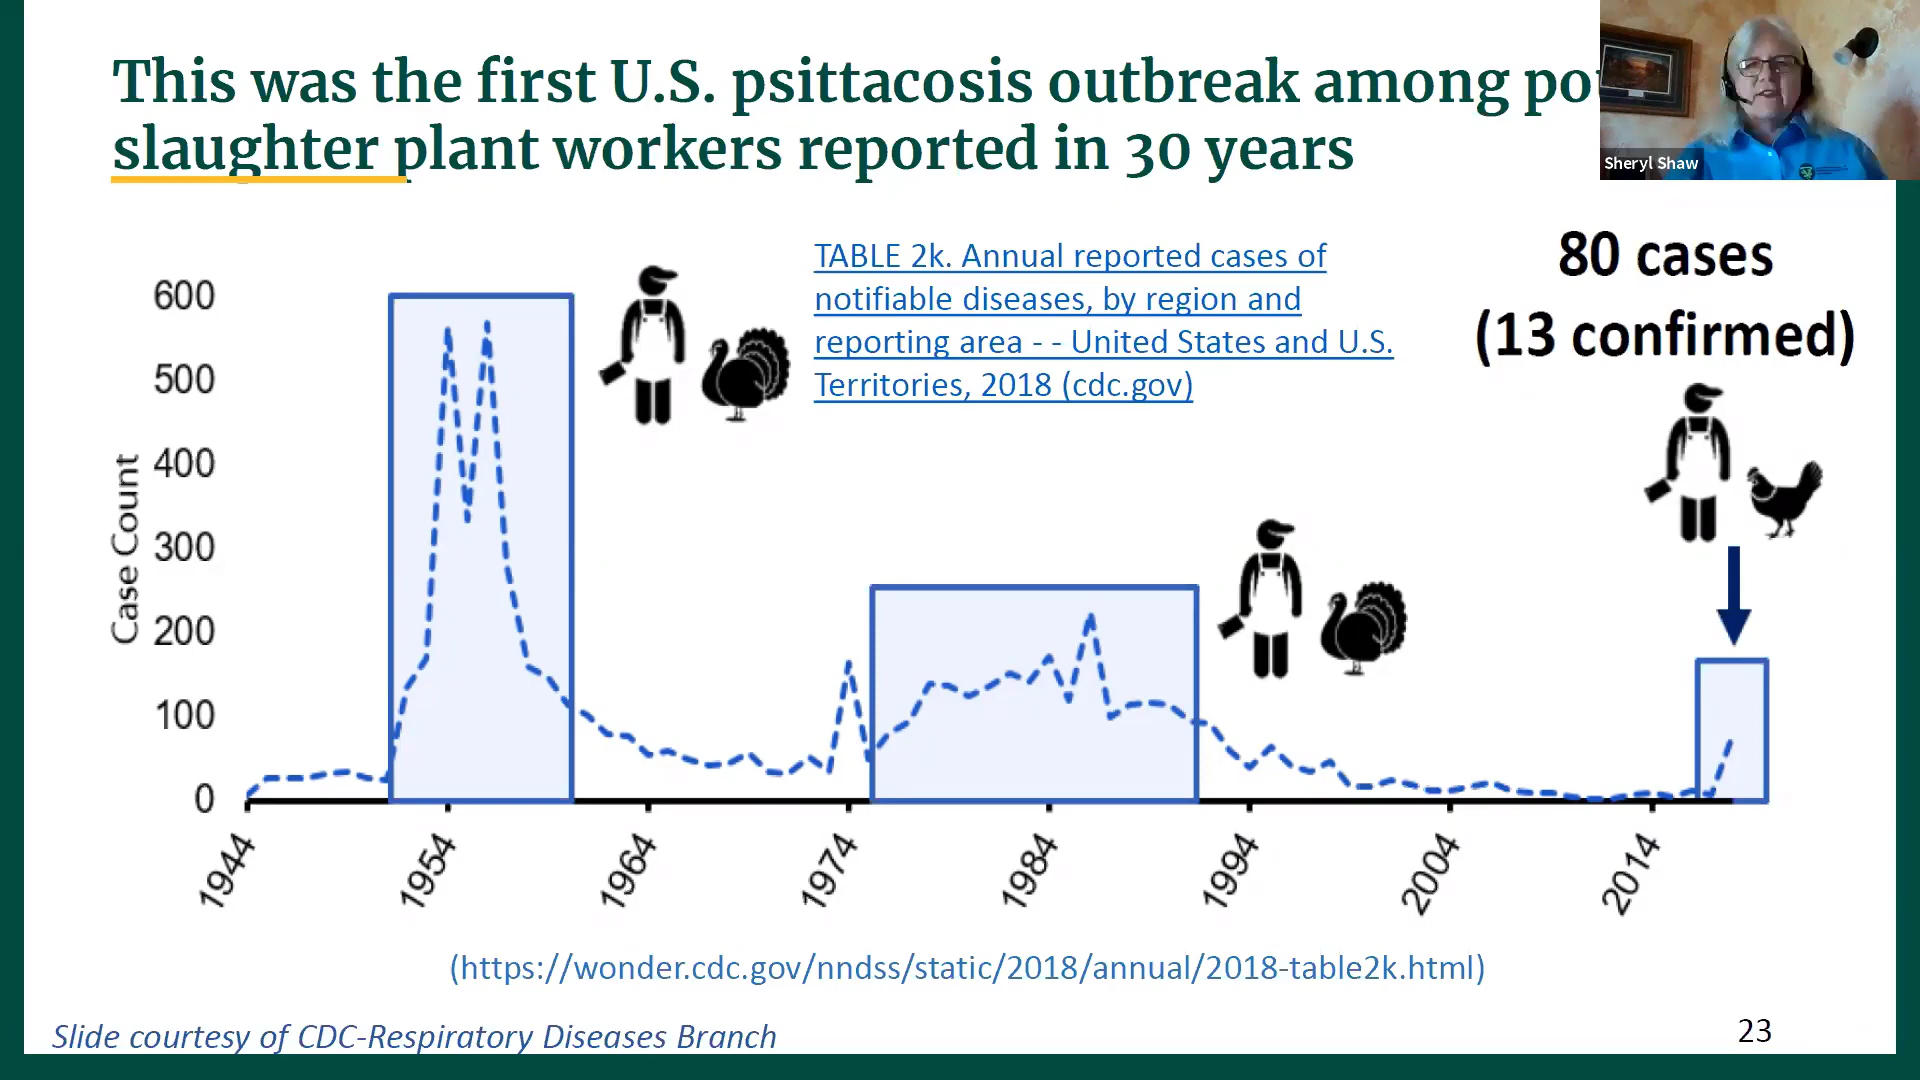 This was the first U.S. psittacosis outbreak among
slaughter plant workers reported in 30 years
Sheryl Shaw
TABLE 2k. Annual reported cases of
notifiable diseases, by region and
reporting area - - United States and U.S.
Territories, 2018 (cdc.gov)
80 cases
(13 confirmed)
Case Count
600
500
400
300
200
100
0
1944
1954
1964
1974
1984
1994
2004
2014
(https://wonder.cdc.gov/nndss/static/2018/annual/2018-table2k.html)
Slide courtesy of CDC-Respiratory Diseases Branch
23